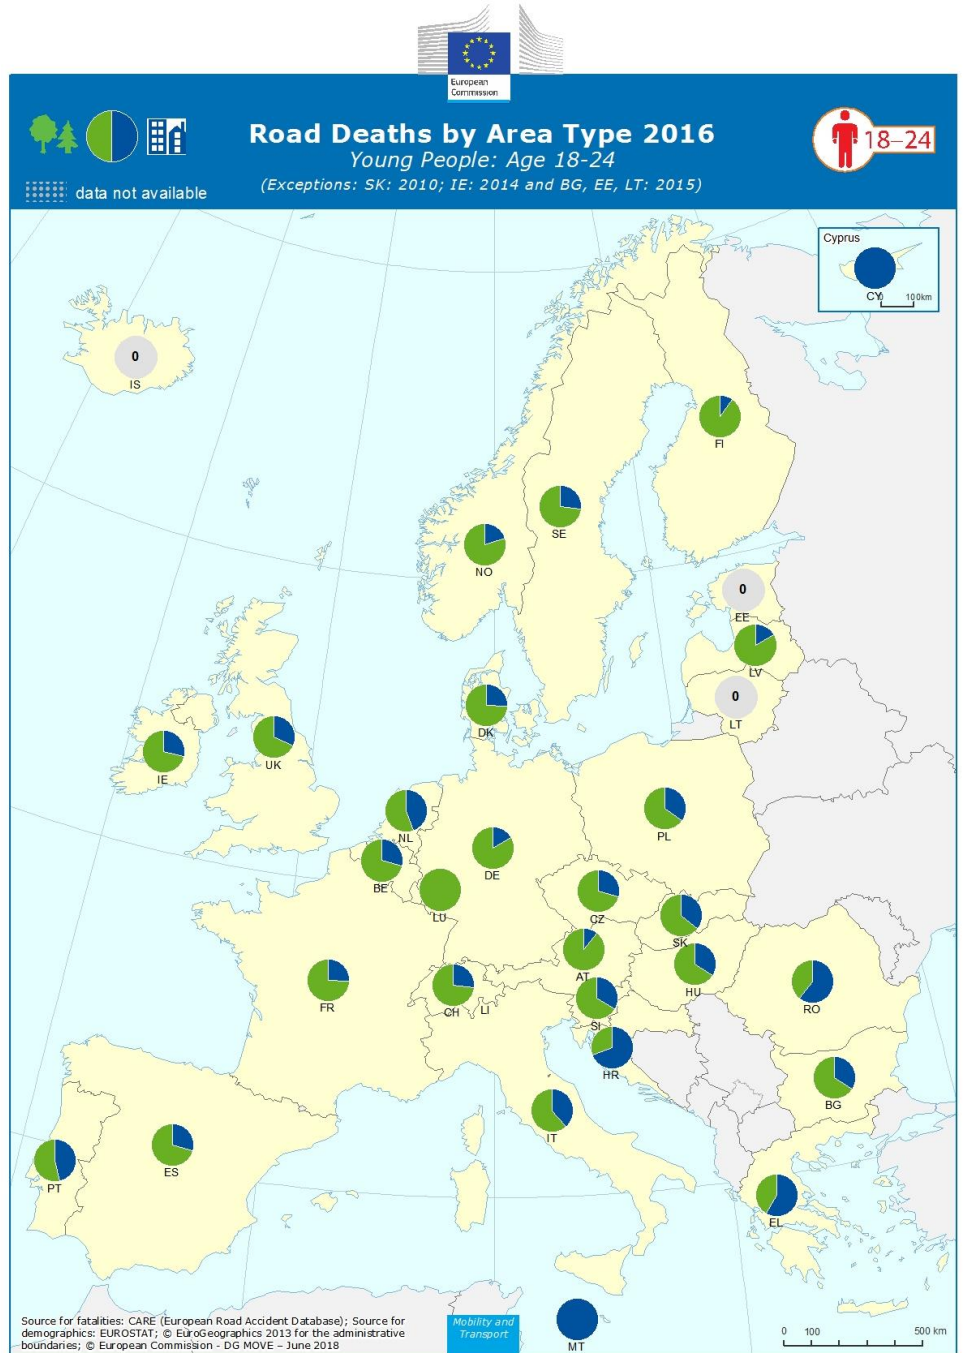 European
Commission
Road Deaths by Area Type 2016
Young People: Age 18-24
(Exceptions: SK: 2010; IE: 2014 and BG, EE, LT: 2015)
18–24
data not available
Cyprus
CY
0
100km
0
IS
FI
SE
NO
0
EE
LV
0
LT
DK
IE
UK
NL
PL
DE
BE
LU
CZ
SK
AT
HU
FR
CH
LI
SI
RO
HR
BG
IT
ES
PT
EL
MT
Source for fatalities: CARE (European Road Accident Database); Source for
demographics: EUROSTAT; © EuroGeographics 2013 for the administrative
boundaries; © European Commission - DG MOVE – June 2018
Mobility and
Transport
0 100 500 km